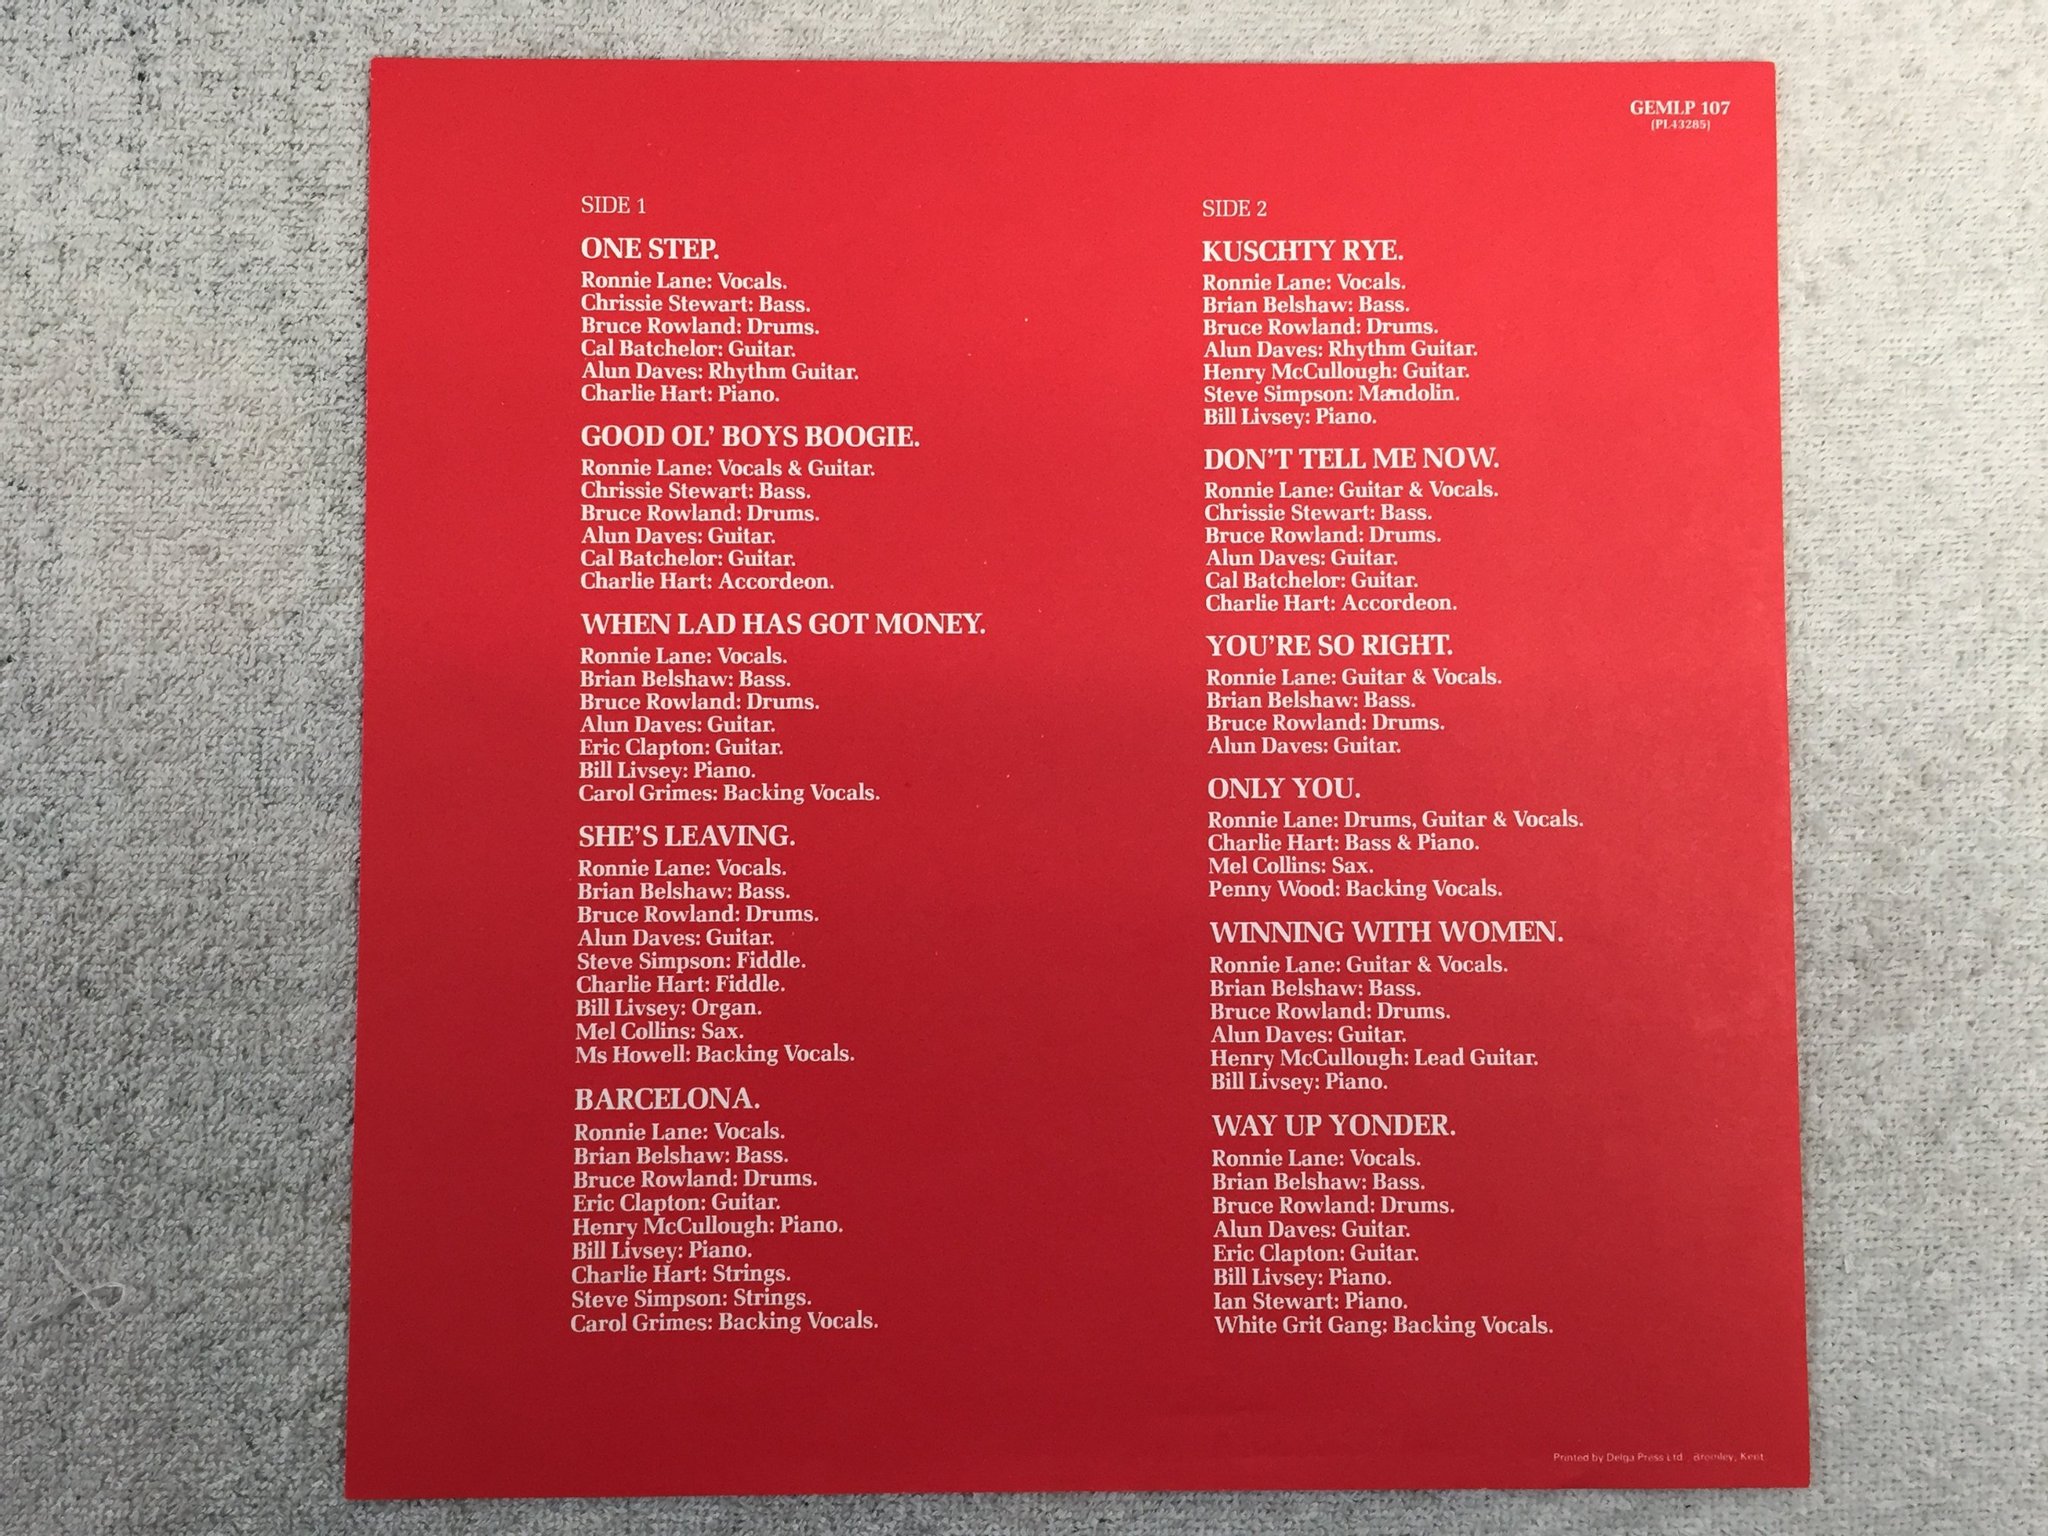 GEMLP 107
(PL43285)
SIDE 1
ONE STEP.
Ronnie Lane: Vocals.
Chrissie Stewart: Bass.
Bruce Rowland: Drums.
Cal Batchelor: Guitar.
Alun Daves: Rhythm Guitar.
Charlie Hart: Piano.
GOOD OL' BOYS BOOGIE.
Ronnie Lane: Vocals & Guitar.
Chrissie Stewart: Bass.
Bruce Rowland: Drums.
Alun Daves: Guitar.
Cal Batchelor: Guitar.
Charlie Hart: Accordeon.
WHEN LAD HAS GOT MONEY.
Ronnie Lane: Vocals.
Brian Belshaw: Bass.
Bruce Rowland: Drums.
Alun Daves: Guitar.
Eric Clapton: Guitar.
Bill Livsey: Piano.
Carol Grimes: Backing Vocals.
SHE'S LEAVING.
Ronnie Lane: Vocals.
Brian Belshaw: Bass.
Bruce Rowland: Drums.
Alun Daves: Guitar.
Steve Simpson: Fiddle.
Charlie Hart: Fiddle.
Bill Livsey: Organ.
Mel Collins: Sax.
Ms Howell: Backing Vocals.
BARCELONA.
Ronnie Lane: Vocals.
Brian Belshaw: Bass.
Bruce Rowland: Drums.
Eric Clapton: Guitar.
Henry McCullough: Piano.
Bill Livsey: Piano.
Charlie Hart: Strings.
Steve Simpson: Strings.
Carol Grimes: Backing Vocals.
SIDE 2
KUSCHTY RYE.
Ronnie Lane: Vocals.
Brian Belshaw: Bass.
Bruce Rowland: Drums.
Alun Daves: Rhythm Guitar.
Henry McCullough: Guitar.
Steve Simpson: Mandolin.
Bill Livsey: Piano.
DON'T TELL ME NOW.
Ronnie Lane: Guitar & Vocals.
Chrissie Stewart: Bass.
Bruce Rowland: Drums.
Alun Daves: Guitar.
Cal Batchelor: Guitar.
Charlie Hart: Accordeon.
YOU'RE SO RIGHT.
Ronnie Lane: Guitar & Vocals.
Brian Belshaw: Bass.
Bruce Rowland: Drums.
Alun Daves: Guitar.
ONLY YOU.
Ronnie Lane: Drums, Guitar & Vocals.
Charlie Hart: Bass & Piano.
Mel Collins: Sax.
Penny Wood: Backing Vocals.
WINNING WITH WOMEN.
Ronnie Lane: Guitar & Vocals.
Brian Belshaw: Bass.
Bruce Rowland: Drums.
Alun Daves: Guitar.
Henry McCullough: Lead Guitar.
Bill Livsey: Piano.
WAY UP YONDER.
Ronnie Lane: Vocals.
Brian Belshaw: Bass.
Bruce Rowland: Drums.
Alun Daves: Guitar.
Eric Clapton: Guitar.
Bill Livsey: Piano.
Ian Stewart: Piano.
White Grit Gang: Backing Vocals.
Printed by Delga Press Ltd., Bromley, Kent.